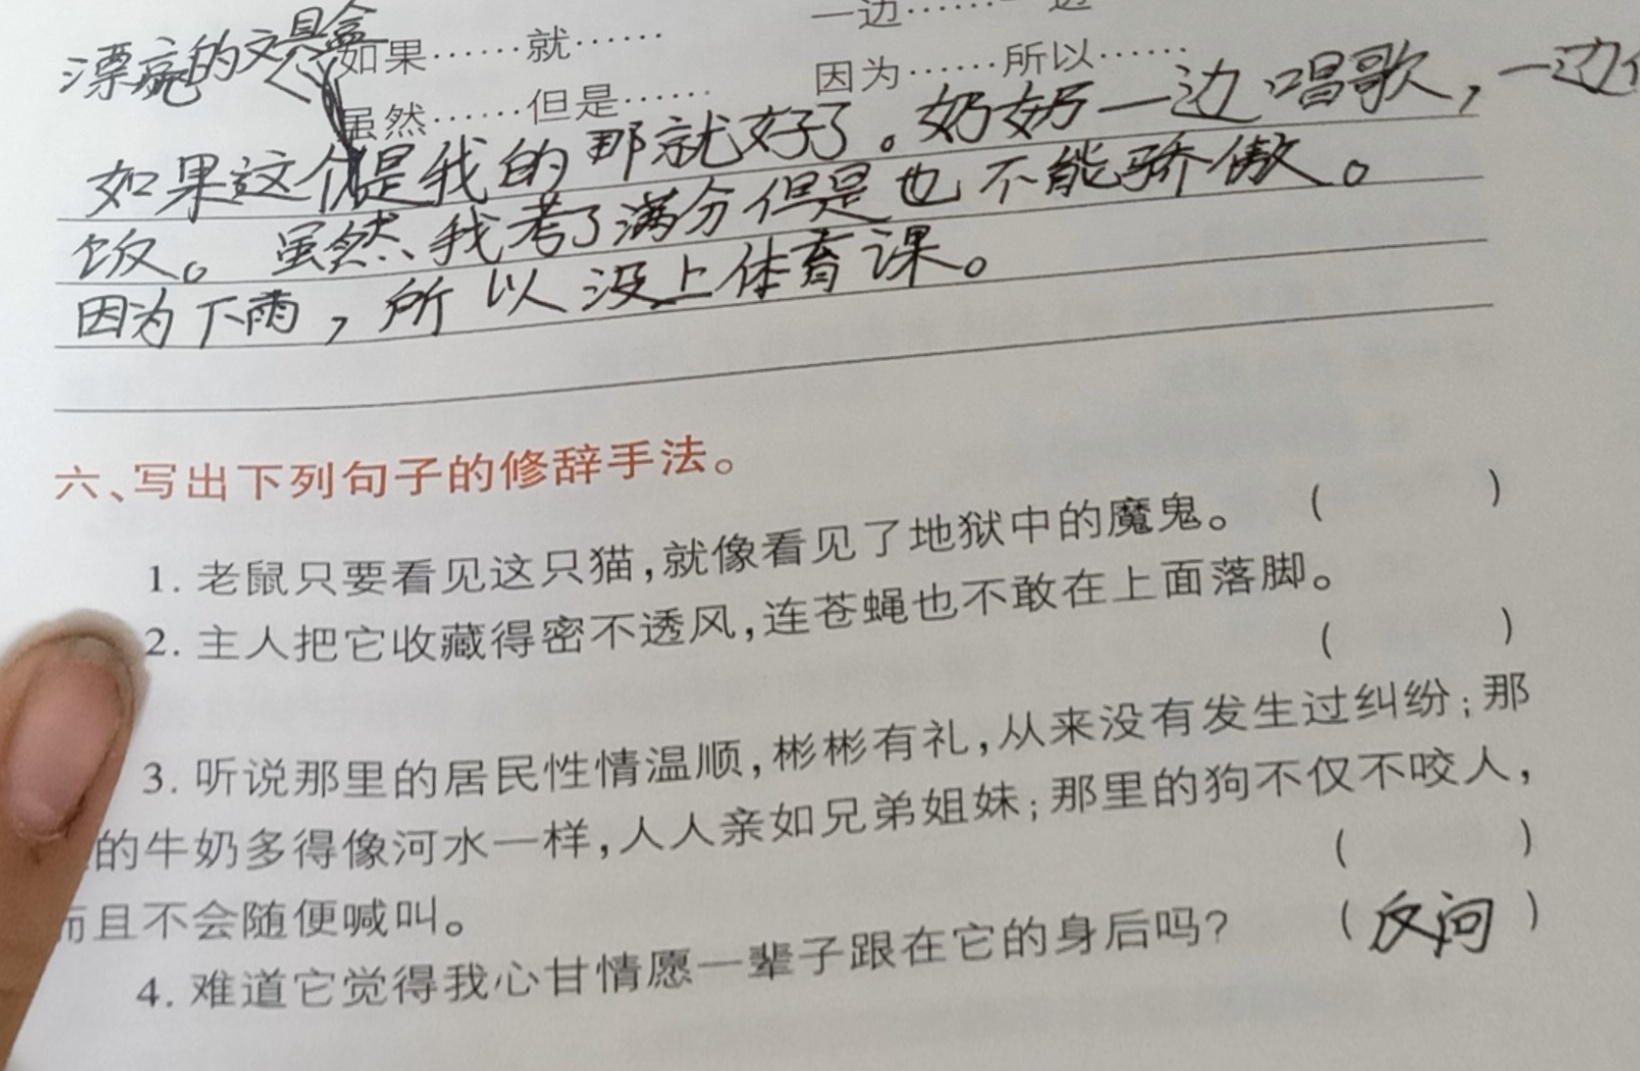 一边……一边
漂亮的文具盒
如果……就……
因为……所以……
虽然……但是……
如果这个是我的那就好了。奶奶一边唱歌，一边
饭。虽然我考了满分但是也不能骄傲。
因为下雨，所以没上体育课。
六、写出下列句子的修辞手法。
1. 老鼠只要看见这只猫,就像看见了地狱中的魔鬼。 （ ）
2. 主人把它收藏得密不透风,连苍蝇也不敢在上面落脚。
（ ）
3. 听说那里的居民性情温顺,彬彬有礼,从来没有发生过纠纷;那
的牛奶多得像河水一样,人人亲如兄弟姐妹;那里的狗不仅不咬人,
而且不会随便喊叫。 （ ）
4. 难道它觉得我心甘情愿一辈子跟在它的身后吗? （反问）